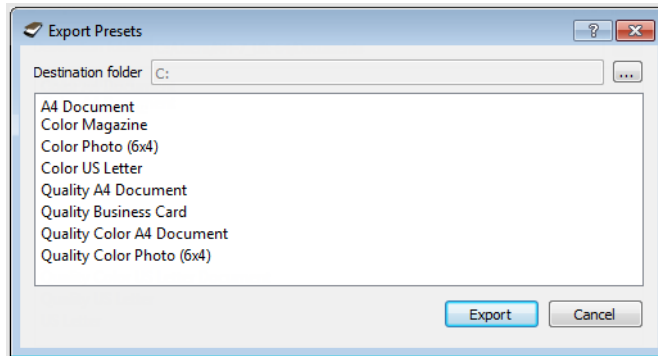 Export Presets
Destination folder C: ...
A4 Document
Color Magazine
Color Photo (6x4)
Color US Letter
Quality A4 Document
Quality Business Card
Quality Color A4 Document
Quality Color Photo (6x4)
Export Cancel